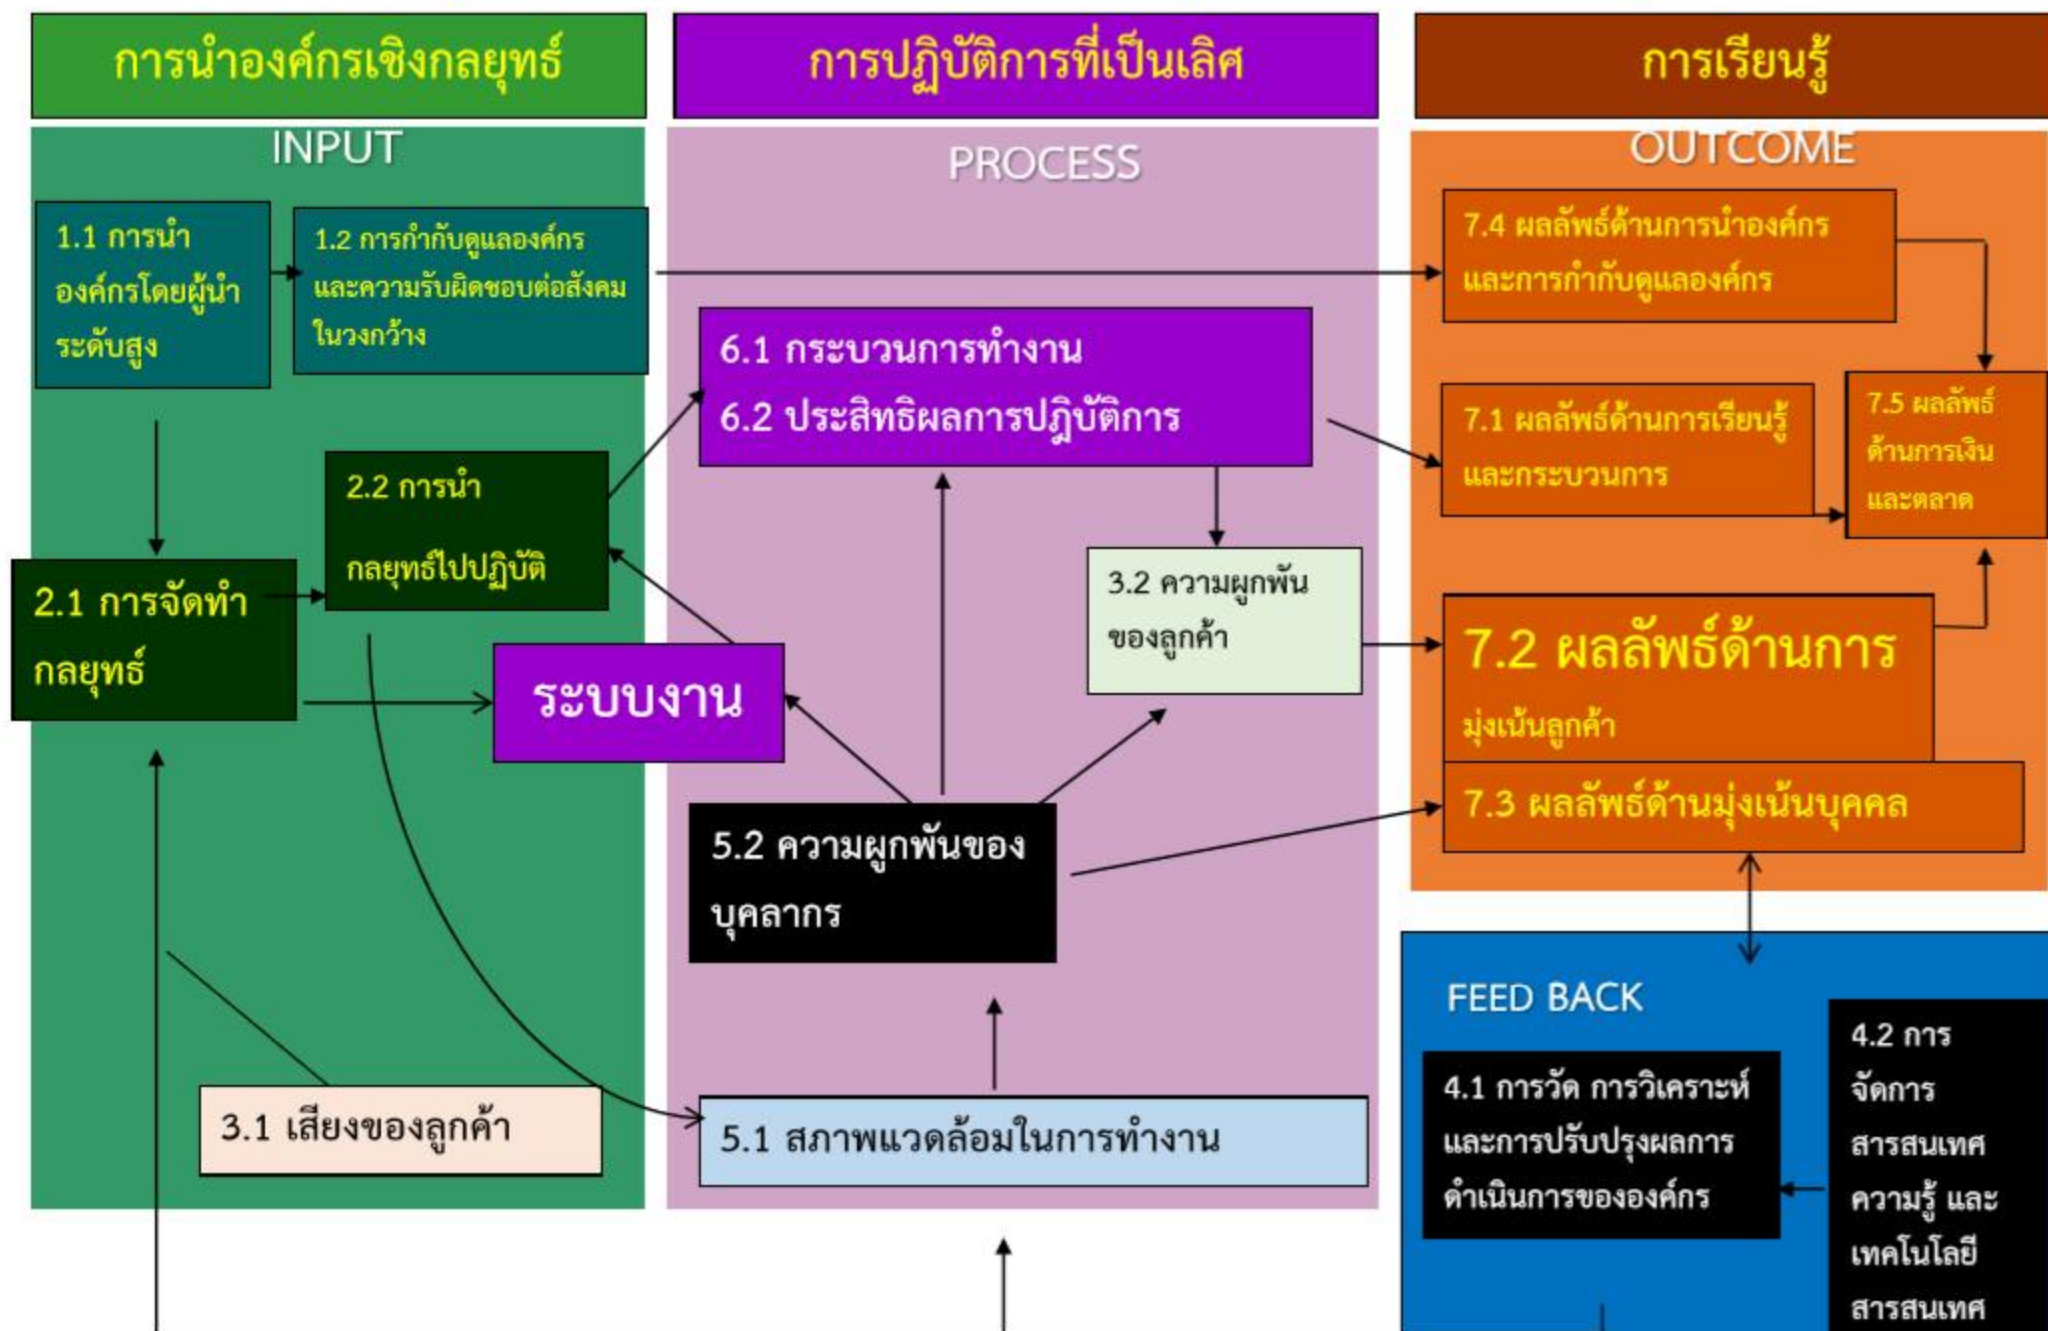 การนำองค์กรเชิงกลยุทธ์
การปฏิบัติการที่เป็นเลิศ
การเรียนรู้
INPUT
PROCESS
OUTCOME
1.1 การนำ
องค์กรโดยผู้นำ
ระดับสูง
1.2 การกำกับดูแลองค์กร
และความรับผิดชอบต่อสังคม
ในวงกว้าง
7.4 ผลลัพธ์ด้านการนำองค์กร
และการกำกับดูแลองค์กร
6.1 กระบวนการทำงาน
6.2 ประสิทธิผลการปฏิบัติการ
7.1 ผลลัพธ์ด้านการเรียนรู้
และกระบวนการ
7.5 ผลลัพธ์
ด้านการเงิน
และตลาด
2.2 การนำ
กลยุทธ์ไปปฏิบัติ
2.1 การจัดทำ
กลยุทธ์
3.2 ความผูกพัน
ของลูกค้า
ระบบงาน
7.2 ผลลัพธ์ด้านการ
มุ่งเน้นลูกค้า
7.3 ผลลัพธ์ด้านมุ่งเน้นบุคคล
5.2 ความผูกพันของ
บุคลากร
3.1 เสียงของลูกค้า
5.1 สภาพแวดล้อมในการทำงาน
FEED BACK
4.1 การวัด การวิเคราะห์
และการปรับปรุงผลการ
ดำเนินการขององค์กร
4.2 การ
จัดการ
สารสนเทศ
ความรู้ และ
เทคโนโลยี
สารสนเทศ